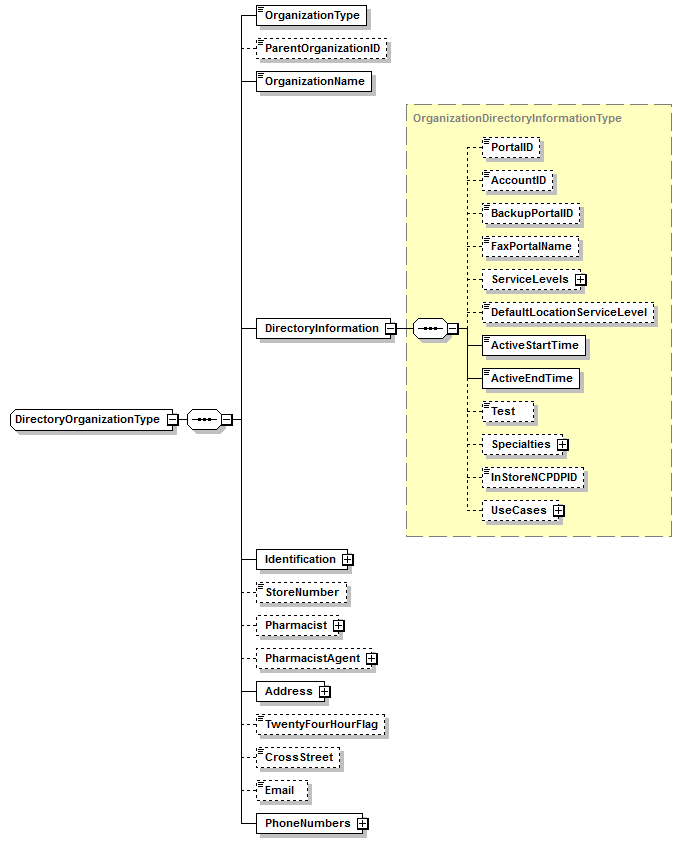 OrganizationType
ParentOrganizationID
OrganizationName
OrganizationDirectoryInformationType
PortalID
AccountID
BackupPortalID
FaxPortalName
ServiceLevels
DefaultLocationServiceLevel
DirectoryInformation
ActiveStartTime
ActiveEndTime
Test
DirectoryOrganizationType
Specialties
InStoreNCPDPID
UseCases
Identification
StoreNumber
Pharmacist
PharmacistAgent
Address
TwentyFourHourFlag
CrossStreet
Email
PhoneNumbers